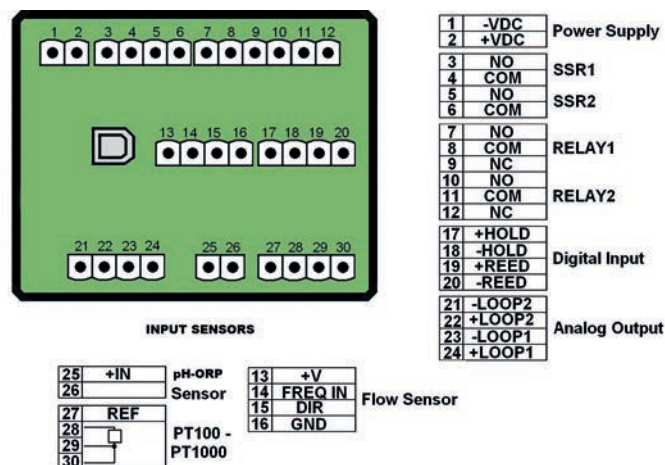 1 2 3 4 5 6 7 8 9 10 11 12
13 14 15 16 17 18 19 20
21 22 23 24 25 26 27 28 29 30
INPUT SENSORS
1 -VDC
2 +VDC
Power Supply
3 NO
4 COM
SSR1
5 NO
6 COM
SSR2
7 NO
8 COM
9 NC
RELAY1
10 NO
11 COM
12 NC
RELAY2
17 +HOLD
18 -HOLD
19 +REED
20 -REED
Digital Input
21 -LOOP2
22 +LOOP2
23 -LOOP1
24 +LOOP1
Analog Output
25 +IN
26
pH-ORP
Sensor
27 REF
28
29
30
PT100 -
PT1000
13 +V
14 FREQ IN
15 DIR
16 GND
Flow Sensor